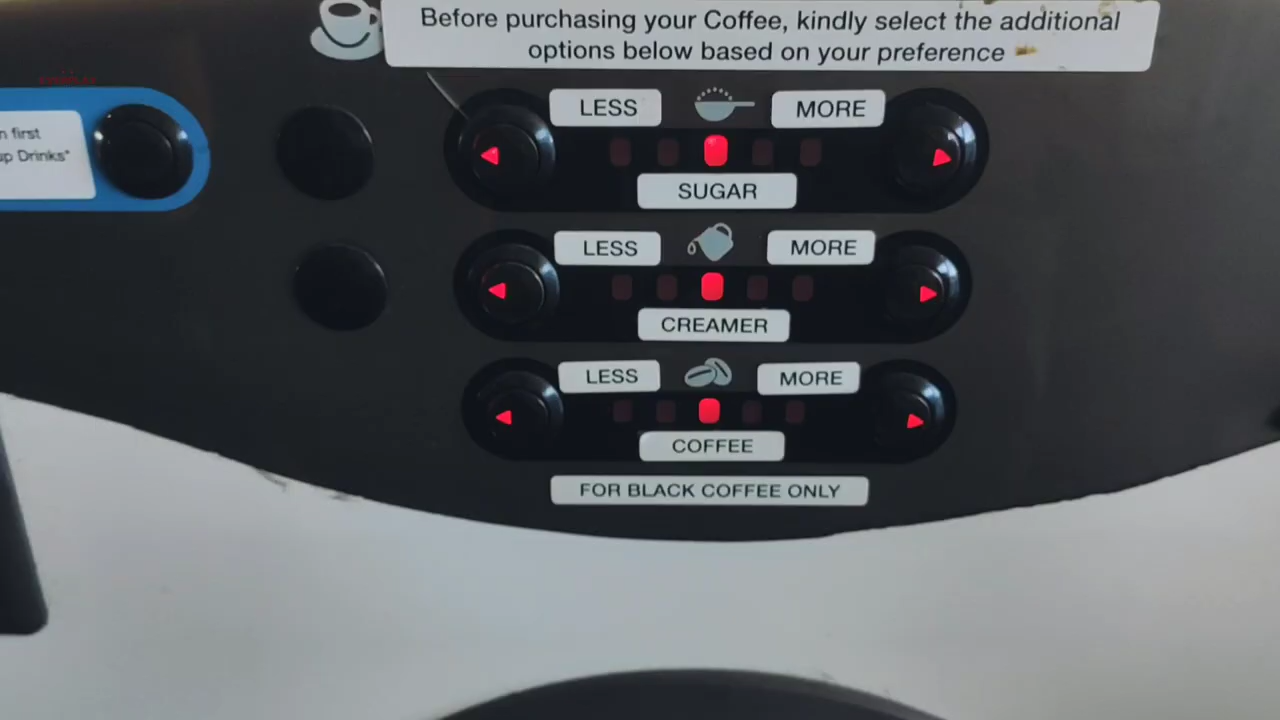 Before purchasing your Coffee, kindly select the additional
options below based on your preference
LESS MORE
SUGAR
n first
up Drinks"
LESS MORE
CREAMER
LESS MORE
COFFEE
FOR BLACK COFFEE ONLY